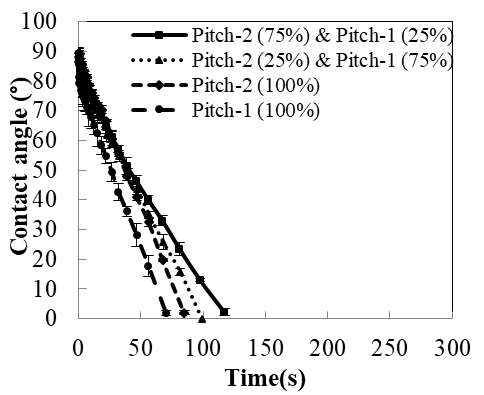 100
90
80
70
60
50
40
30
20
10
0
Contact angle (°)
Pitch-2 (75%) & Pitch-1 (25%)
Pitch-2 (25%) & Pitch-1 (75%)
Pitch-2 (100%)
Pitch-1 (100%)
0 50 100 150 200 250 300
Time(s)